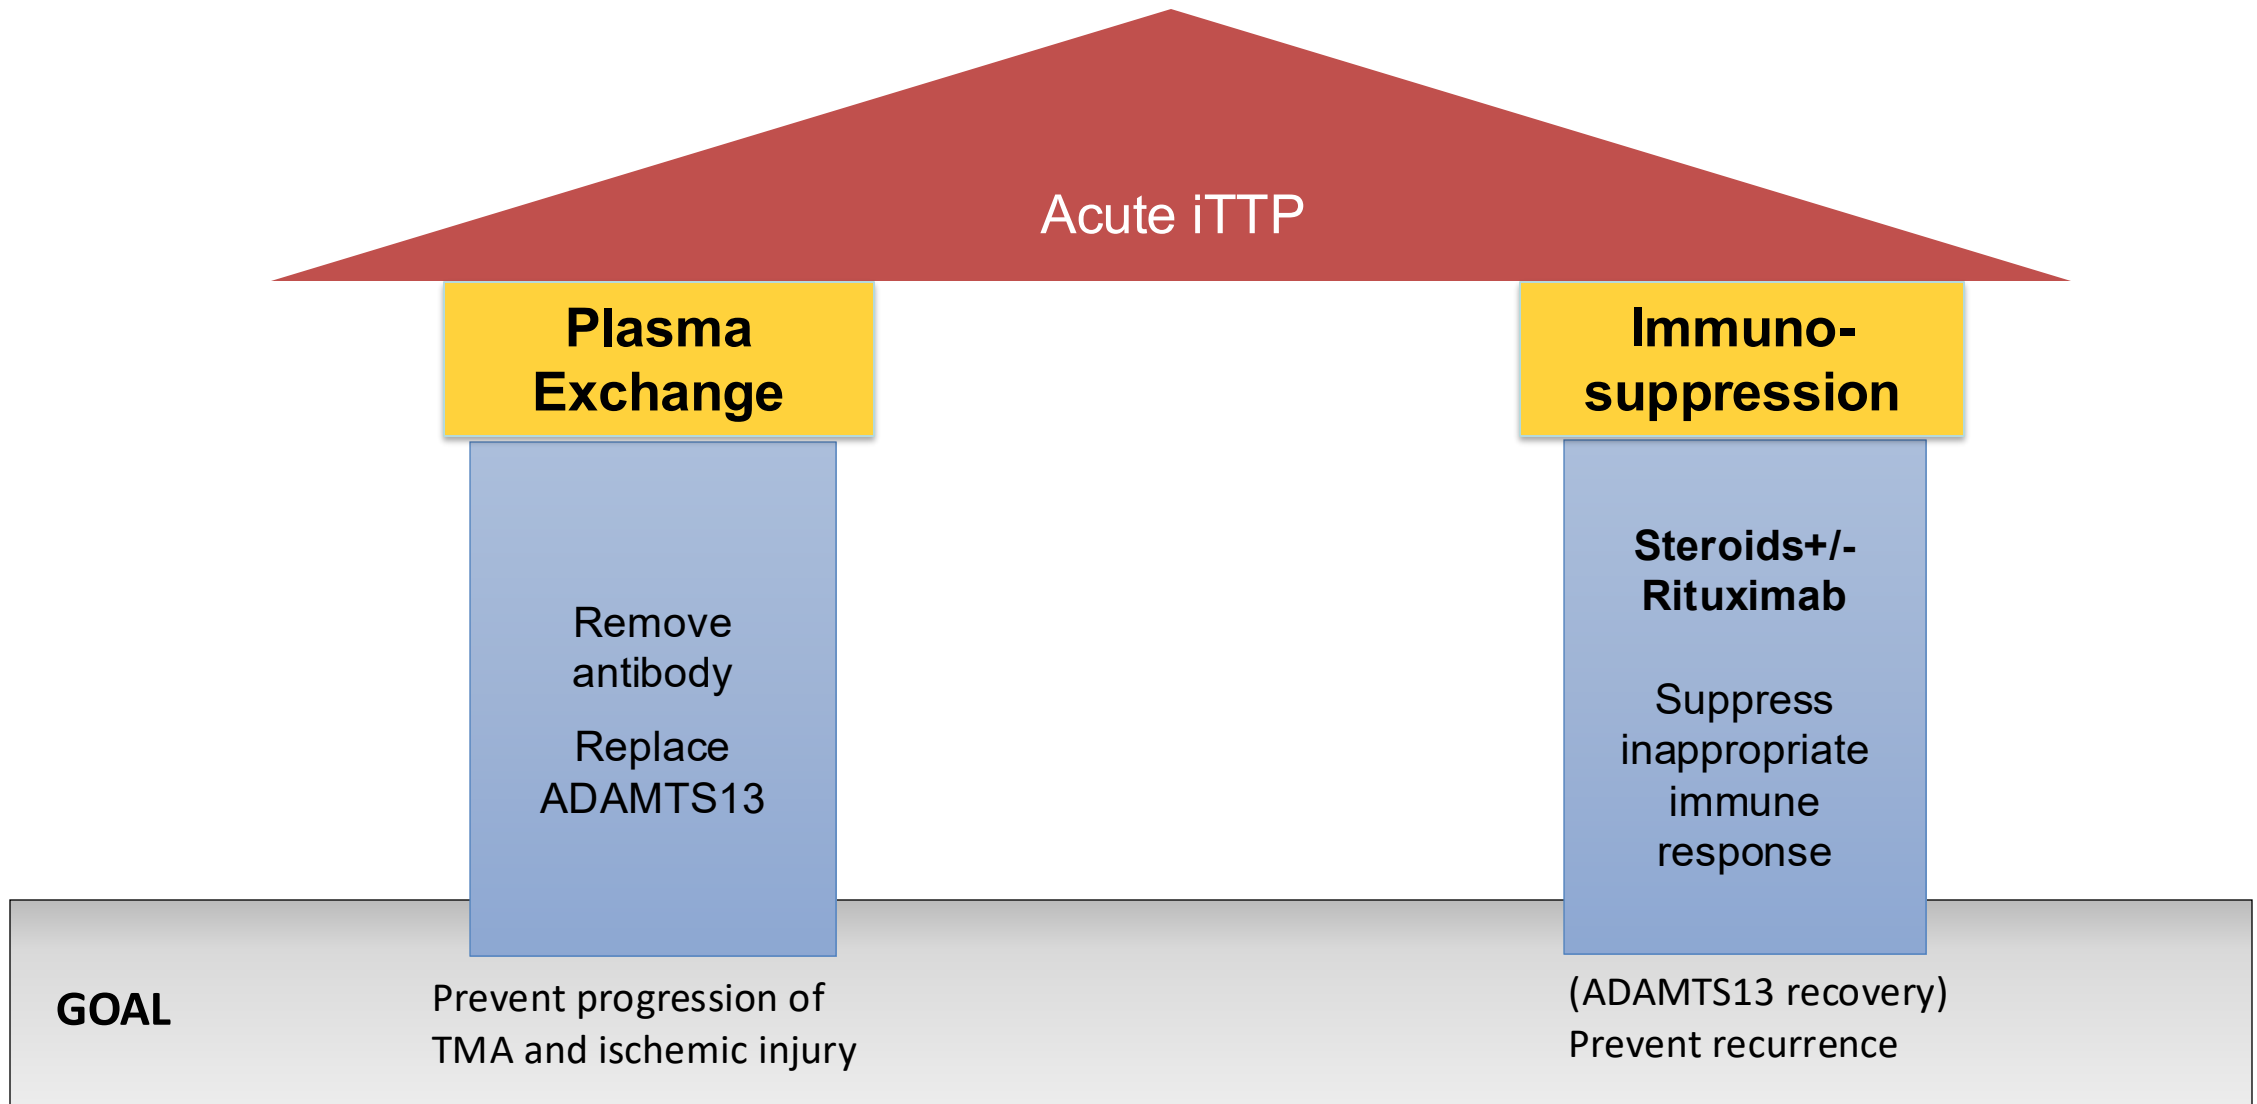 Acute iTTP
Plasma
Exchange
Remove
antibody
Replace
ADAMTS13
Immuno-
suppression
Steroids+/-
Rituximab
Suppress
inappropriate
immune
response
GOAL
Prevent progression of
TMA and ischemic injury
(ADAMTS13 recovery)
Prevent recurrence